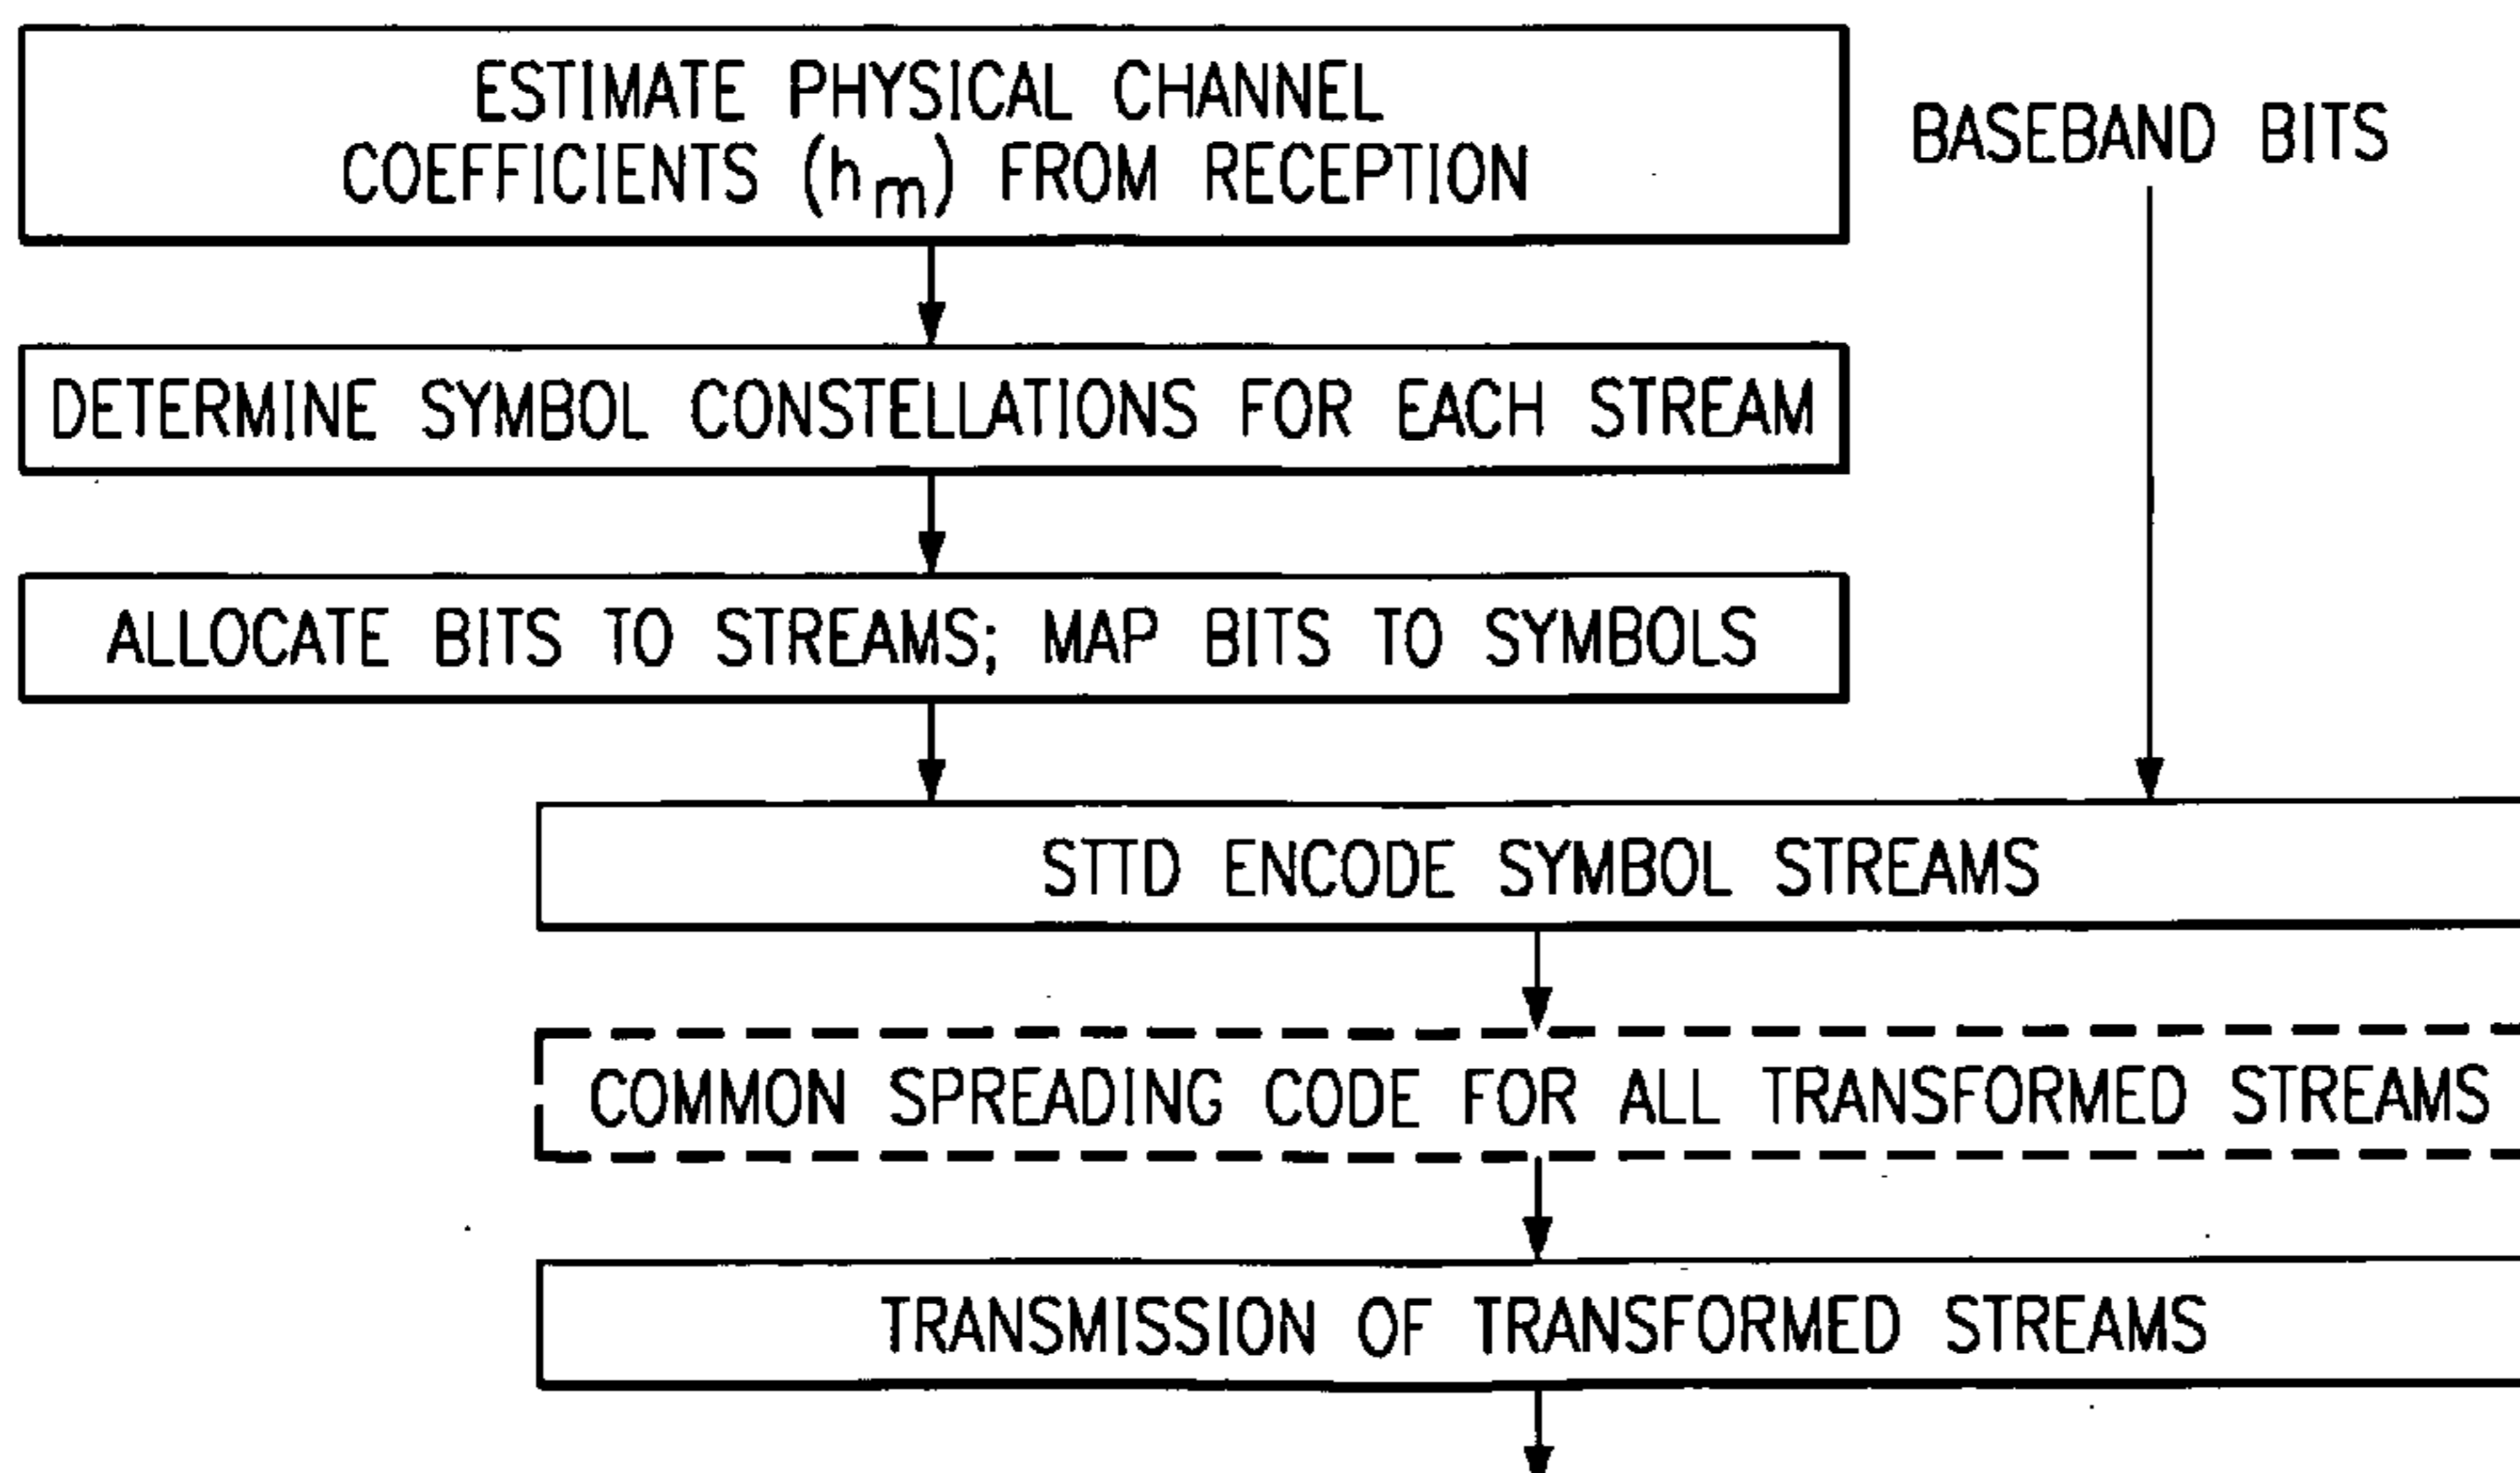 ESTIMATE PHYSICAL CHANNEL
COEFFICIENTS (hm) FROM RECEPTION
BASEBAND BITS
DETERMINE SYMBOL CONSTELLATIONS FOR EACH STREAM
ALLOCATE BITS TO STREAMS; MAP BITS TO SYMBOLS
STTD ENCODE SYMBOL STREAMS
COMMON SPREADING CODE FOR ALL TRANSFORMED STREAMS
TRANSMISSION OF TRANSFORMED STREAMS